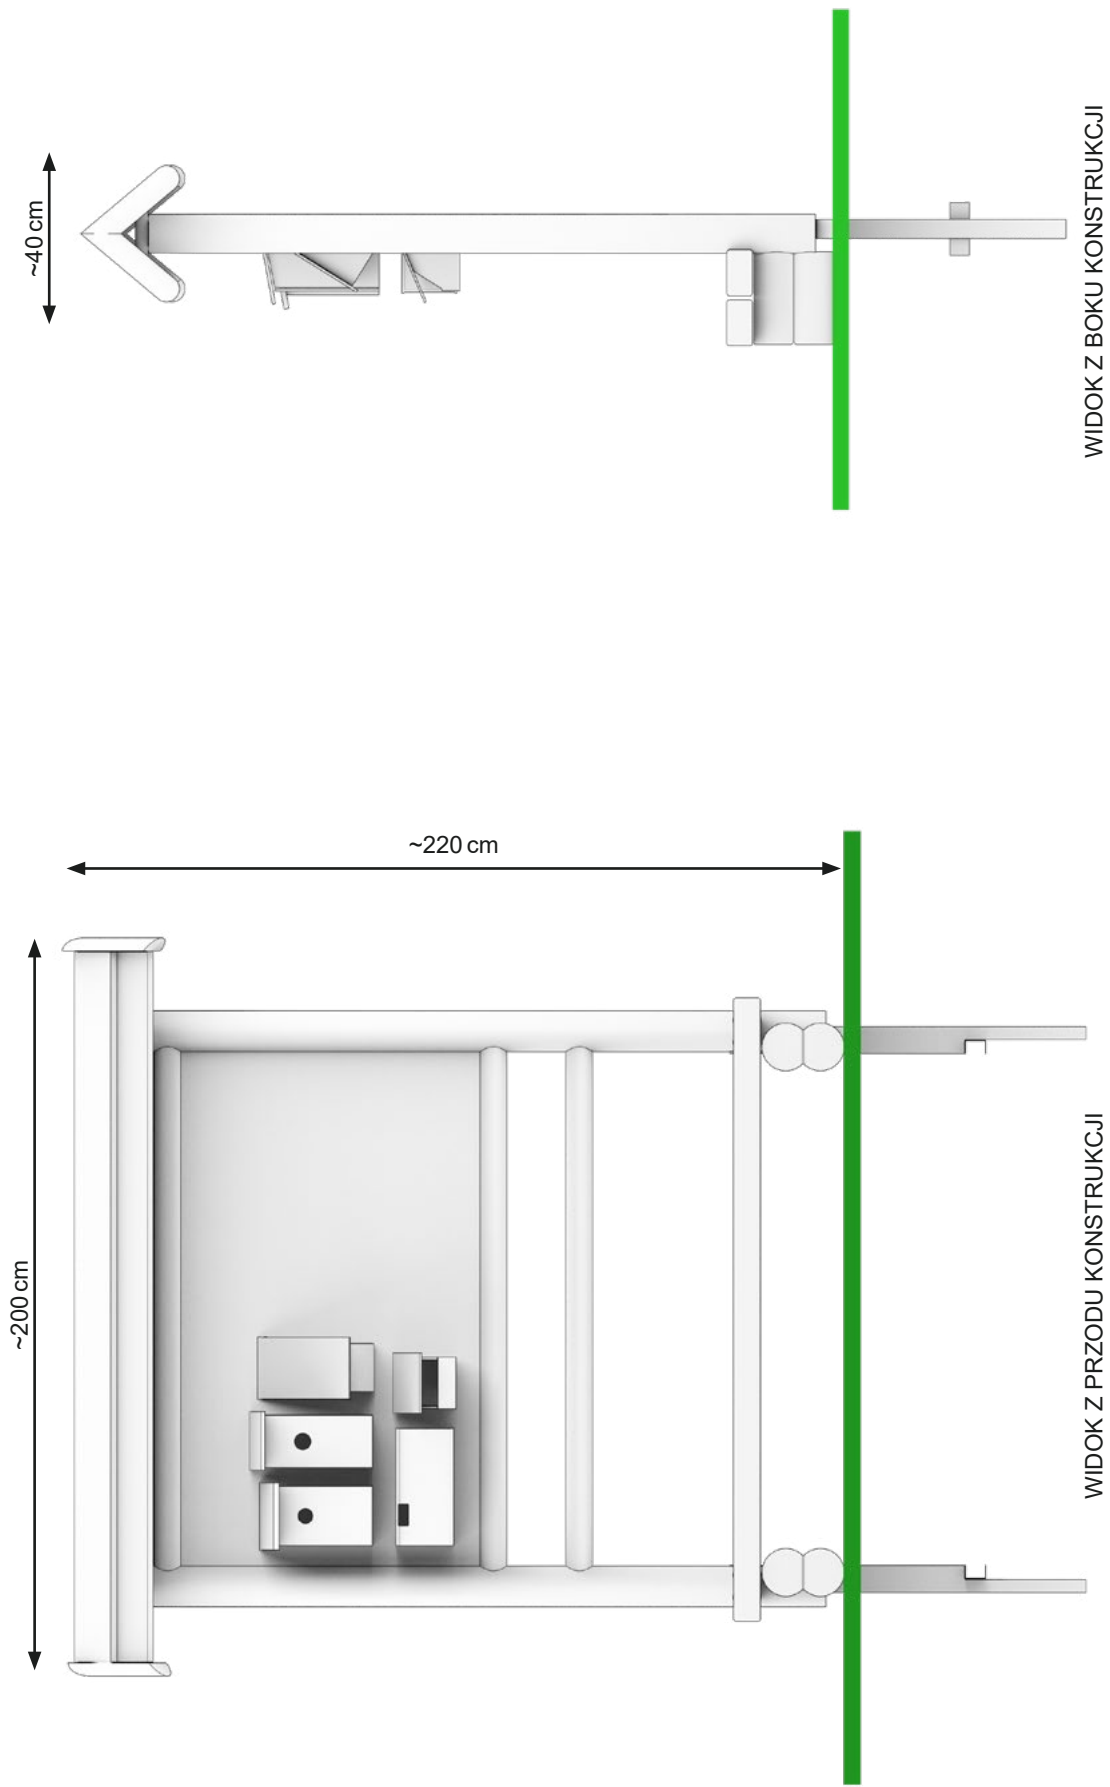 ~40 cm
WIDOK Z BOKU KONSTRUKCJI
~220 cm
~200 cm
WIDOK Z PRZODU KONSTRUKCJI